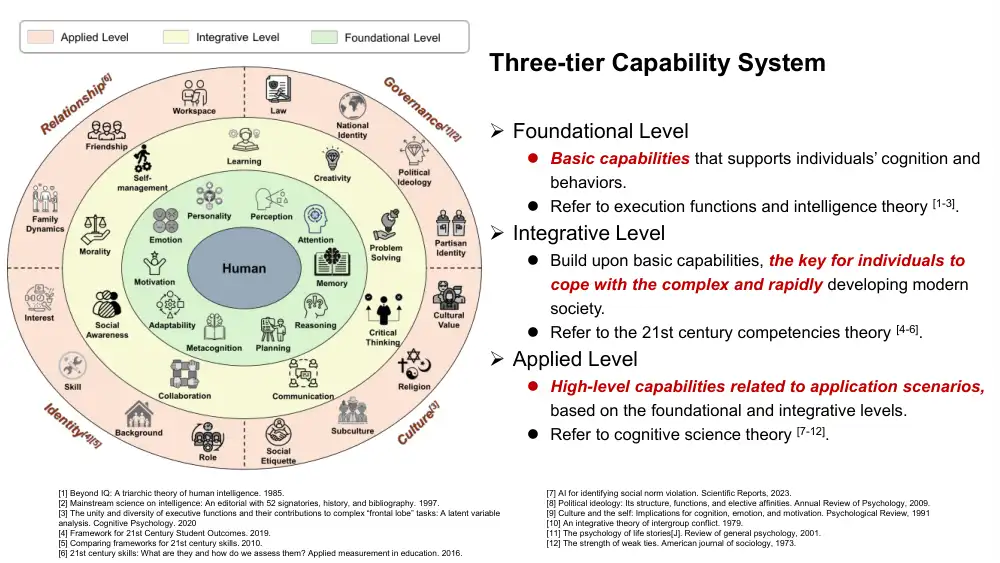 Applied Level
Integrative Level
Foundational Level
Three-tier Capability System
Relationship[6]
Governance[1][2]
Identity[4][5]
Culture[3]
Workspace
Law
National
Identity
Political
Ideology
Partisan
Identity
Cultural
Value
Religion
Subculture
Social
Etiquette
Role
Background
Skill
Interest
Family
Dynamics
Friendship
Self-
management
Learning
Creativity
Problem
Solving
Critical
Thinking
Communication
Collaboration
Social
Awareness
Morality
Personality
Perception
Attention
Memory
Reasoning
Planning
Metacognition
Adaptability
Motivation
Emotion
Human
➢ Foundational Level
● Basic capabilities that supports individuals’ cognition and
behaviors.
● Refer to execution functions and intelligence theory [1-3].
➢ Integrative Level
● Build upon basic capabilities, the key for individuals to
cope with the complex and rapidly developing modern
society.
● Refer to the 21st century competencies theory [4-6].
➢ Applied Level
● High-level capabilities related to application scenarios,
based on the foundational and integrative levels.
● Refer to cognitive science theory [7-12].
[1] Beyond IQ: A triarchic theory of human intelligence. 1985.
[2] Mainstream science on intelligence: An editorial with 52 signatories, history, and bibliography. 1997.
[3] The unity and diversity of executive functions and their contributions to complex “frontal lobe” tasks: A latent variable
analysis. Cognitive Psychology. 2020
[4] Framework for 21st Century Student Outcomes. 2019.
[5] Comparing frameworks for 21st century skills. 2010.
[6] 21st century skills: What are they and how do we assess them? Applied measurement in education. 2016.
[7] AI for identifying social norm violation. Scientific Reports, 2023.
[8] Political ideology: Its structure, functions, and elective affinities. Annual Review of Psychology, 2009.
[9] Culture and the self: Implications for cognition, emotion, and motivation. Psychological Review, 1991
[10] An integrative theory of intergroup conflict. 1979.
[11] The psychology of life stories[J]. Review of general psychology, 2001.
[12] The strength of weak ties. American journal of sociology, 1973.